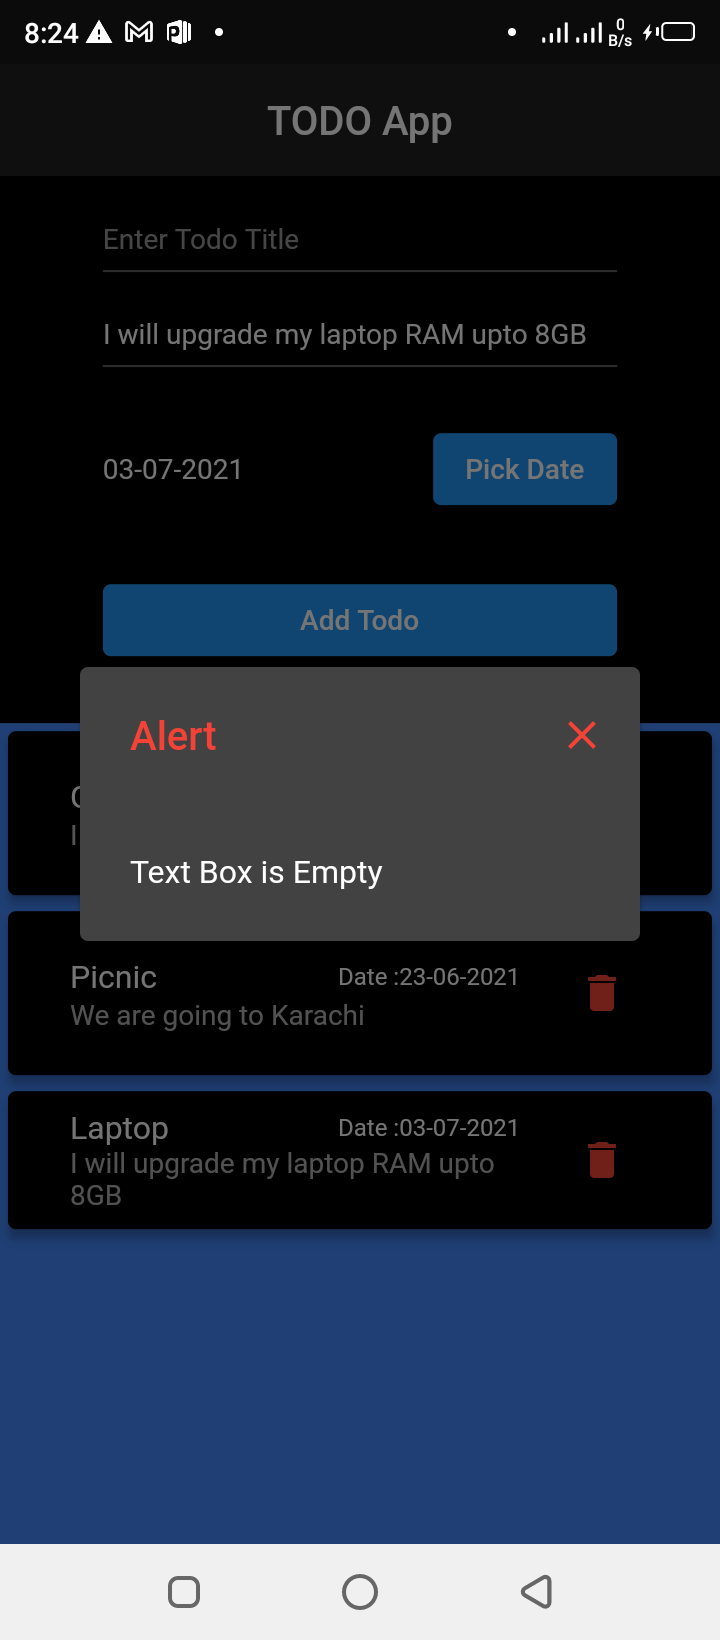 8:24
0
B/s
TODO App
Enter Todo Title
I will upgrade my laptop RAM upto 8GB
03-07-2021
Pick Date
Add Todo
Alert
Text Box is Empty
Picnic
Date :23-06-2021
We are going to Karachi
Laptop
Date :03-07-2021
I will upgrade my laptop RAM upto
8GB